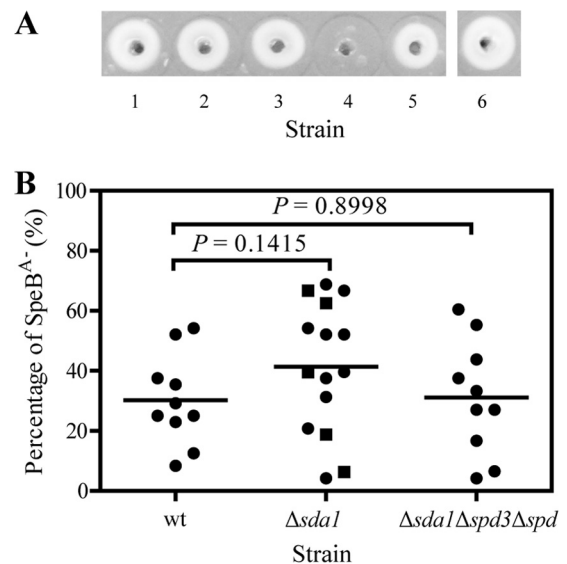 A
1 2 3 4 5 6
Strain
B
Percentage of SpeB^A- (%)
100
80
60
40
20
0
P = 0.8998
P = 0.1415
wt Δsda1 Δsda1Δspd3Δspd
Strain